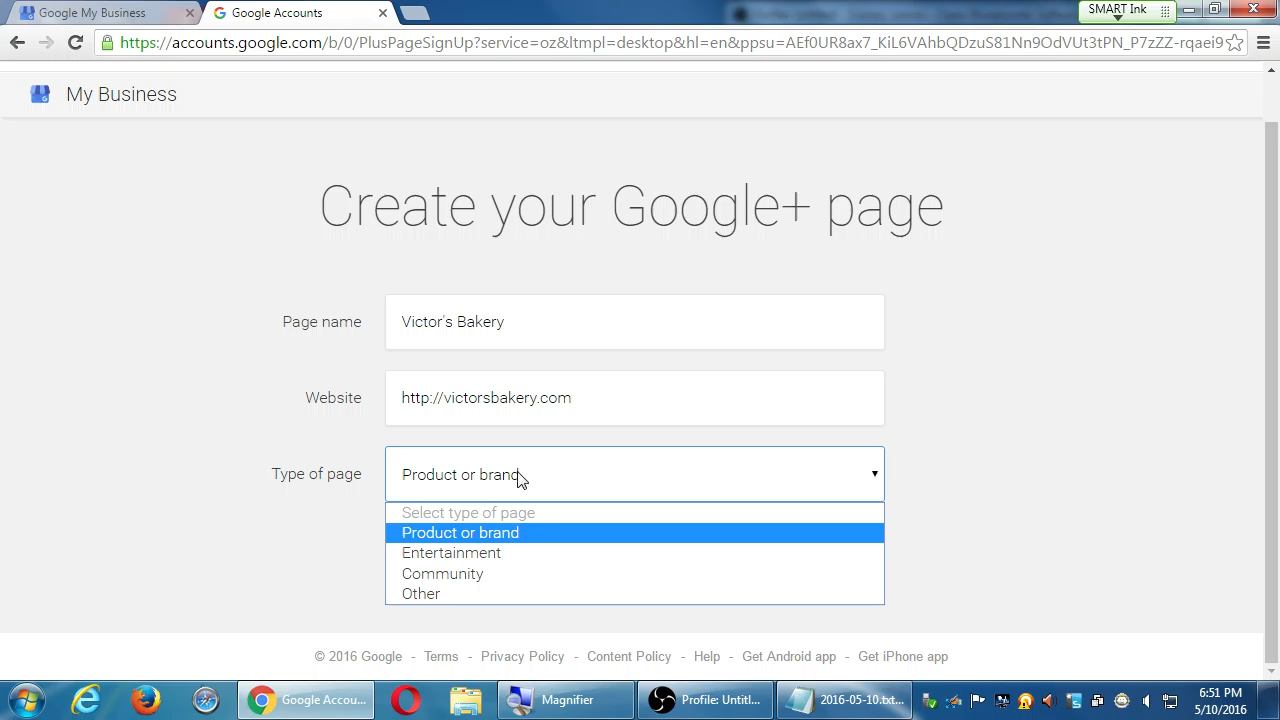 Google My Business
Google Accounts
SMART Ink
https://accounts.google.com/b/0/PlusPageSignUp?service=oz&ttmpl=desktop&hl=en&ppsu=AEf0UR8ax7_KiL6VAhbQDzuS81Nn9OdVUt3tPN_P7zZZ-rqaei9
My Business
Create your Google+ page
Page name
Victor's Bakery
Website
http://victorsbakery.com
Type of page
Product or brand
Select type of page
Product or brand
Entertainment
Community
Other
© 2016 Google - Terms - Privacy Policy - Content Policy - Help - Get Android app - Get iPhone app
Google Accou...
Magnifier
Profile: Untitl...
2016-05-10.txt...
6:51 PM
5/10/2016